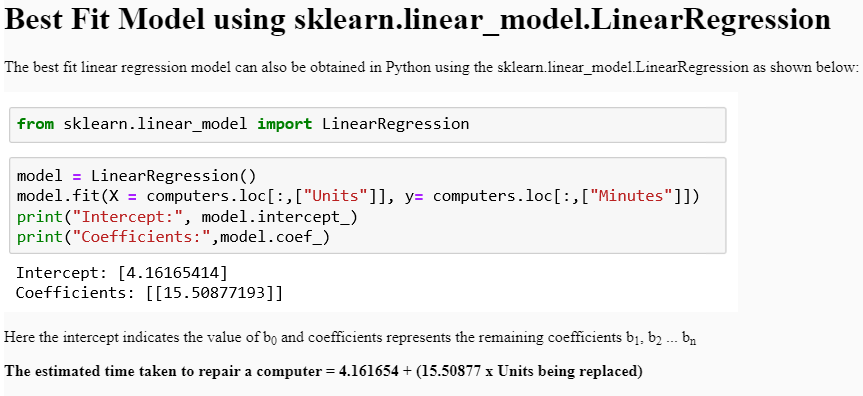 Best Fit Model using sklearn.linear_model.LinearRegression
The best fit linear regression model can also be obtained in Python using the sklearn.linear_model.LinearRegression as shown below:
from sklearn.linear_model import LinearRegression
model = LinearRegression()
model.fit(X = computers.loc[:,["Units"]], y= computers.loc[:,["Minutes"]])
print("Intercept:", model.intercept_)
print("Coefficients:",model.coef_)
Intercept: [4.16165414]
Coefficients: [[15.50877193]]
Here the intercept indicates the value of b0 and coefficients represents the remaining coefficients b1, b2 ... bn
The estimated time taken to repair a computer = 4.161654 + (15.50877 x Units being replaced)